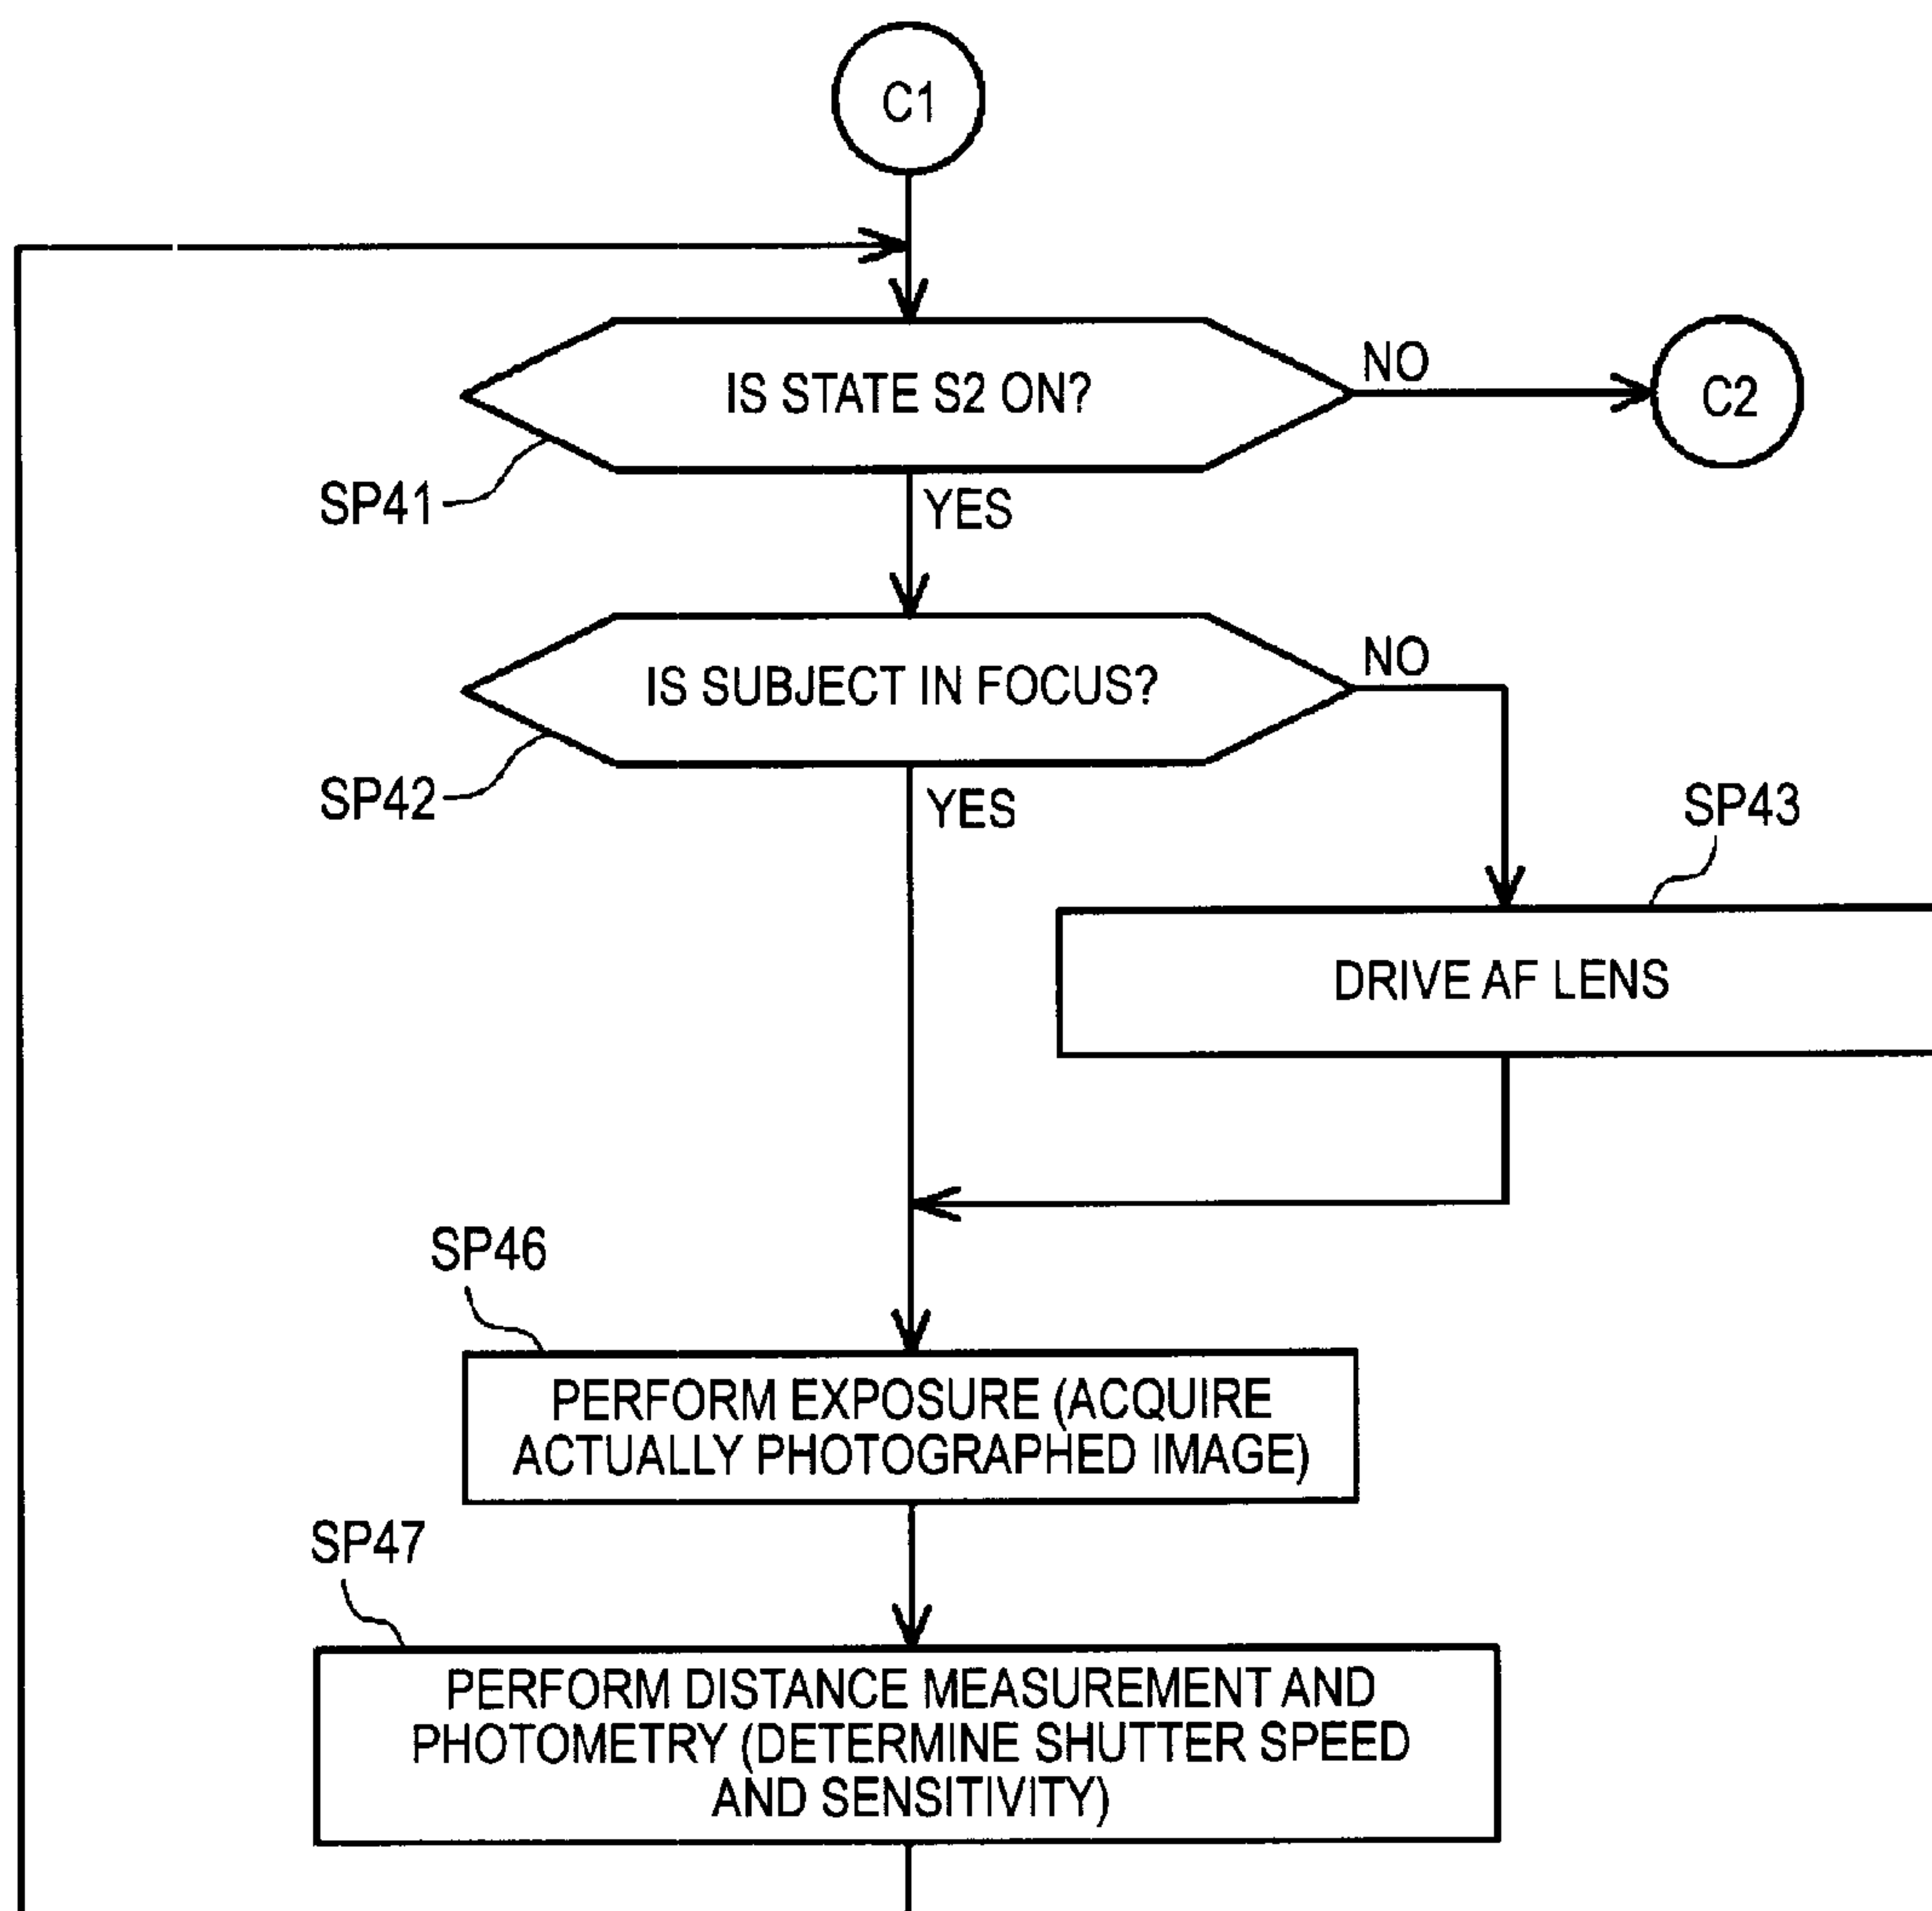 C1
IS STATE S2 ON?
NO
C2
SP41
YES
IS SUBJECT IN FOCUS?
NO
SP42
YES
SP43
DRIVE AF LENS
SP46
PERFORM EXPOSURE (ACQUIRE
ACTUALLY PHOTOGRAPHED IMAGE)
SP47
PERFORM DISTANCE MEASUREMENT AND
PHOTOMETRY (DETERMINE SHUTTER SPEED
AND SENSITIVITY)